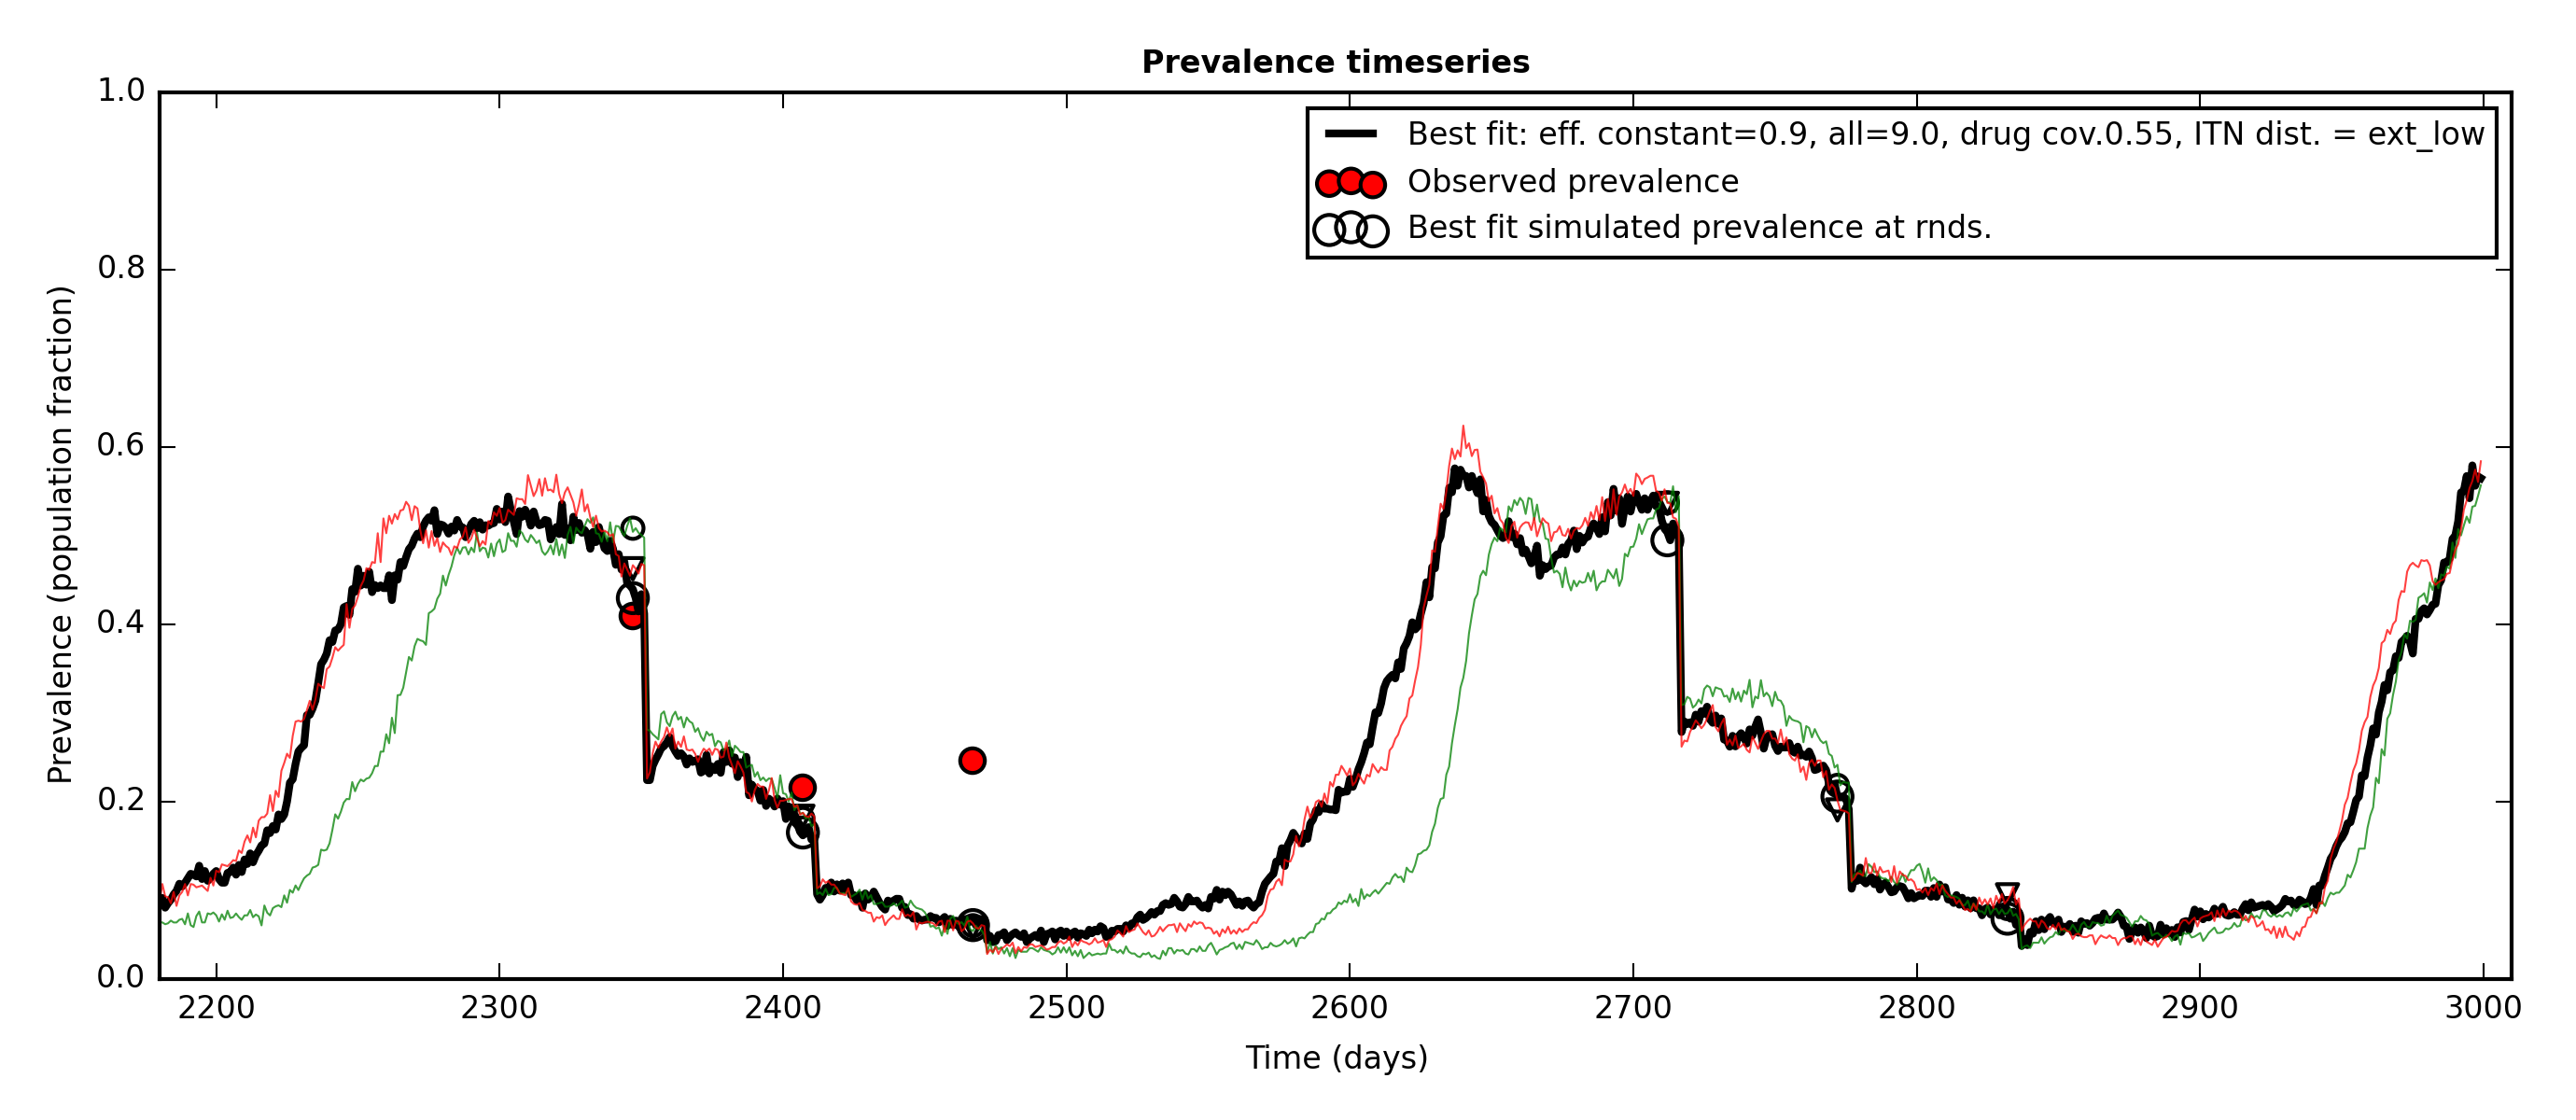 Prevalence timeseries
1.0
0.8
0.6
0.4
0.2
0.0
Prevalence (population fraction)
Best fit: eff. constant=0.9, all=9.0, drug cov.0.55, ITN dist. = ext_low
Observed prevalence
Best fit simulated prevalence at rnds.
2200 2300 2400 2500 2600 2700 2800 2900 3000
Time (days)